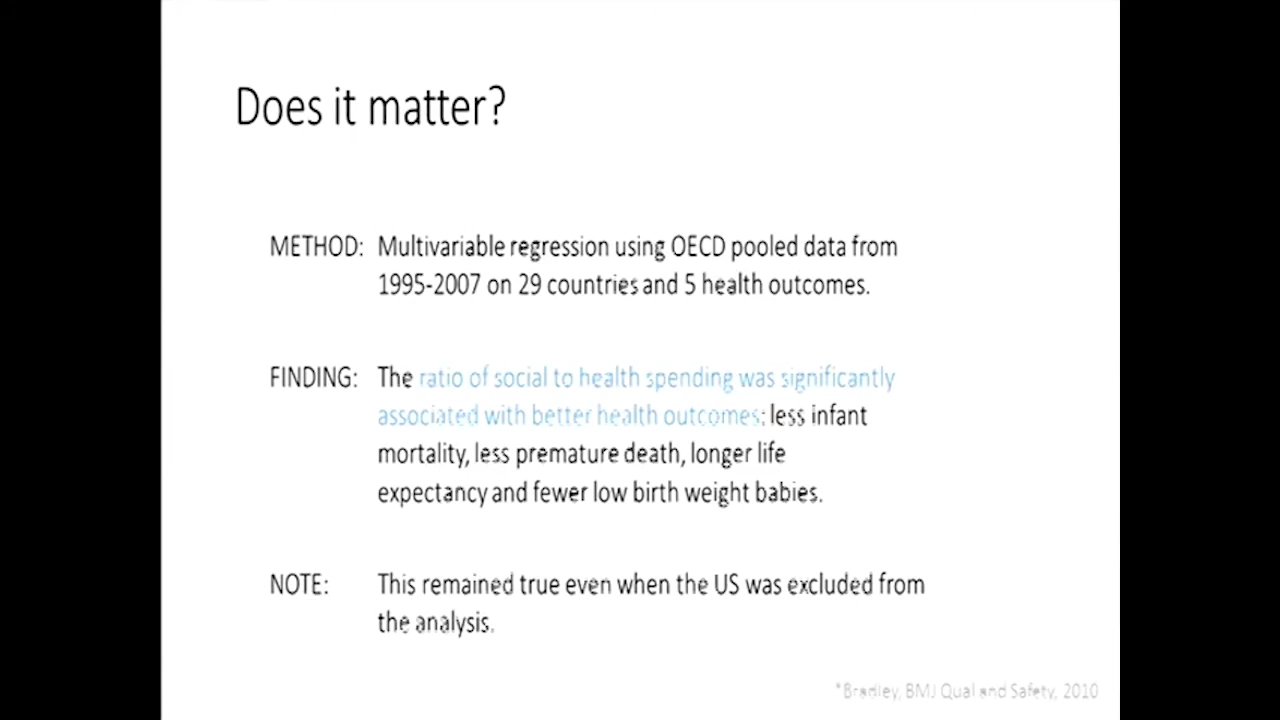 Does it matter?
METHOD: Multivariable regression using OECD pooled data from
1995-2007 on 29 countries and 5 health outcomes.
FINDING: The ratio of social to health spending was significantly
associated with better health outcomes: less infant
mortality, less premature death, longer life
expectancy and fewer low birth weight babies.
NOTE: This remained true even when the US was excluded from
the analysis.
*Bradley, BMJ Qual and Safety, 2010